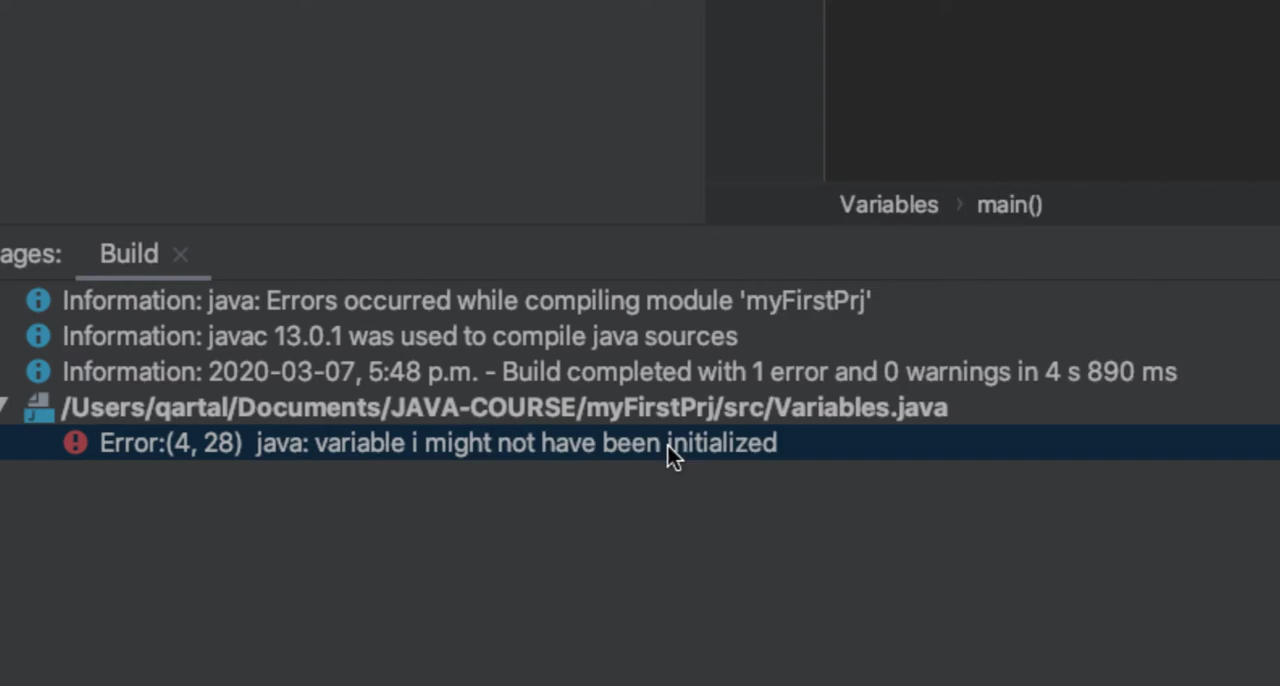 Variables › main()
ages: Build ×
Information: java: Errors occurred while compiling module 'myFirstPrj'
Information: javac 13.0.1 was used to compile java sources
Information: 2020-03-07, 5:48 p.m. - Build completed with 1 error and 0 warnings in 4 s 890 ms
/Users/qartal/Documents/JAVA-COURSE/myFirstPrj/src/Variables.java
Error:(4, 28) java: variable i might not have been initialized